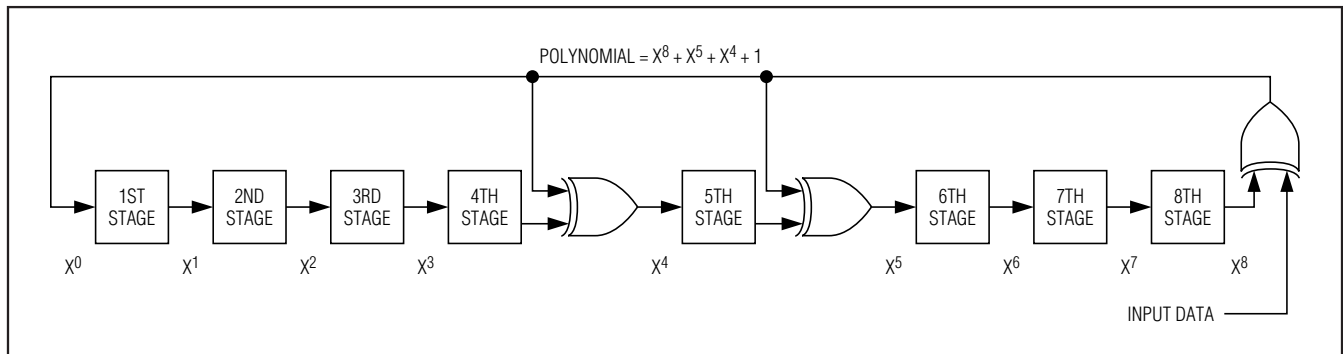 POLYNOMIAL = X⁸ + X⁵ + X⁴ + 1
1ST
STAGE
2ND
STAGE
3RD
STAGE
4TH
STAGE
5TH
STAGE
6TH
STAGE
7TH
STAGE
8TH
STAGE
X⁰ X¹ X² X³ X⁴ X⁵ X⁶ X⁷ X⁸
INPUT DATA